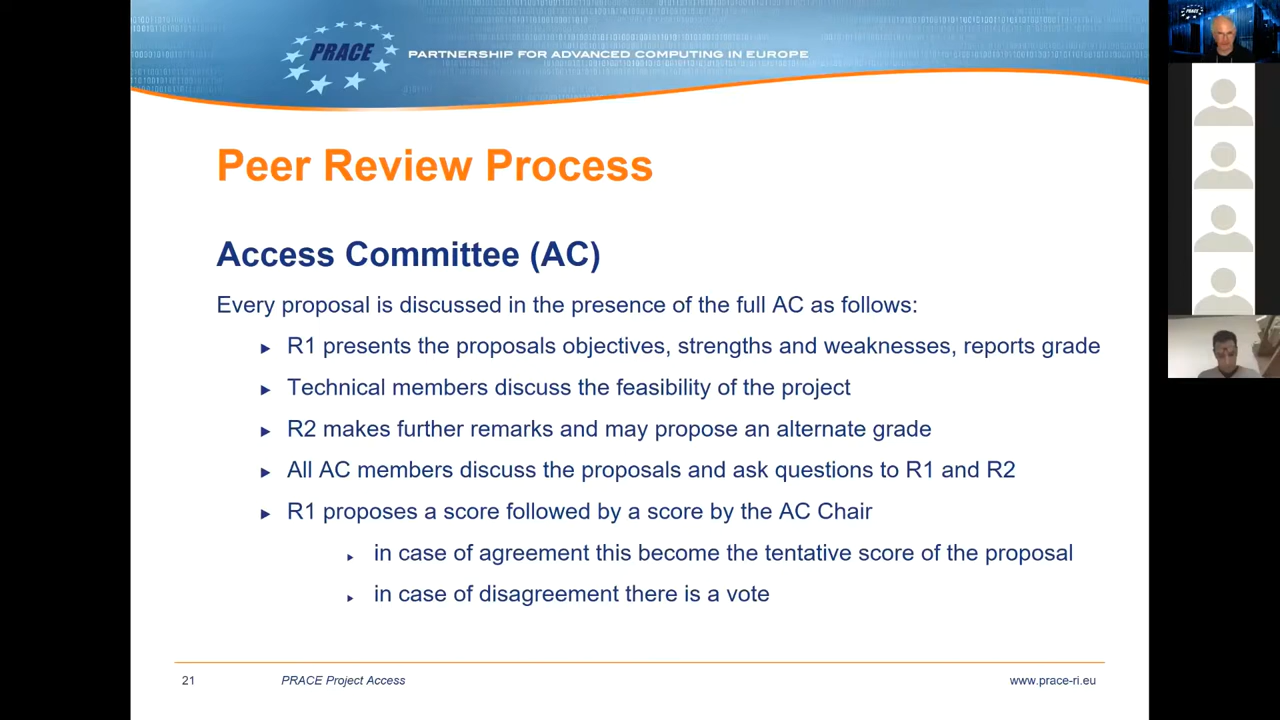 PRACE
PARTNERSHIP FOR ADVANCED COMPUTING IN EUROPE
Peer Review Process
Access Committee (AC)
Every proposal is discussed in the presence of the full AC as follows:
R1 presents the proposals objectives, strengths and weaknesses, reports grade
Technical members discuss the feasibility of the project
R2 makes further remarks and may propose an alternate grade
All AC members discuss the proposals and ask questions to R1 and R2
R1 proposes a score followed by a score by the AC Chair
in case of agreement this become the tentative score of the proposal
in case of disagreement there is a vote
21 PRACE Project Access www.prace-ri.eu
PRACE